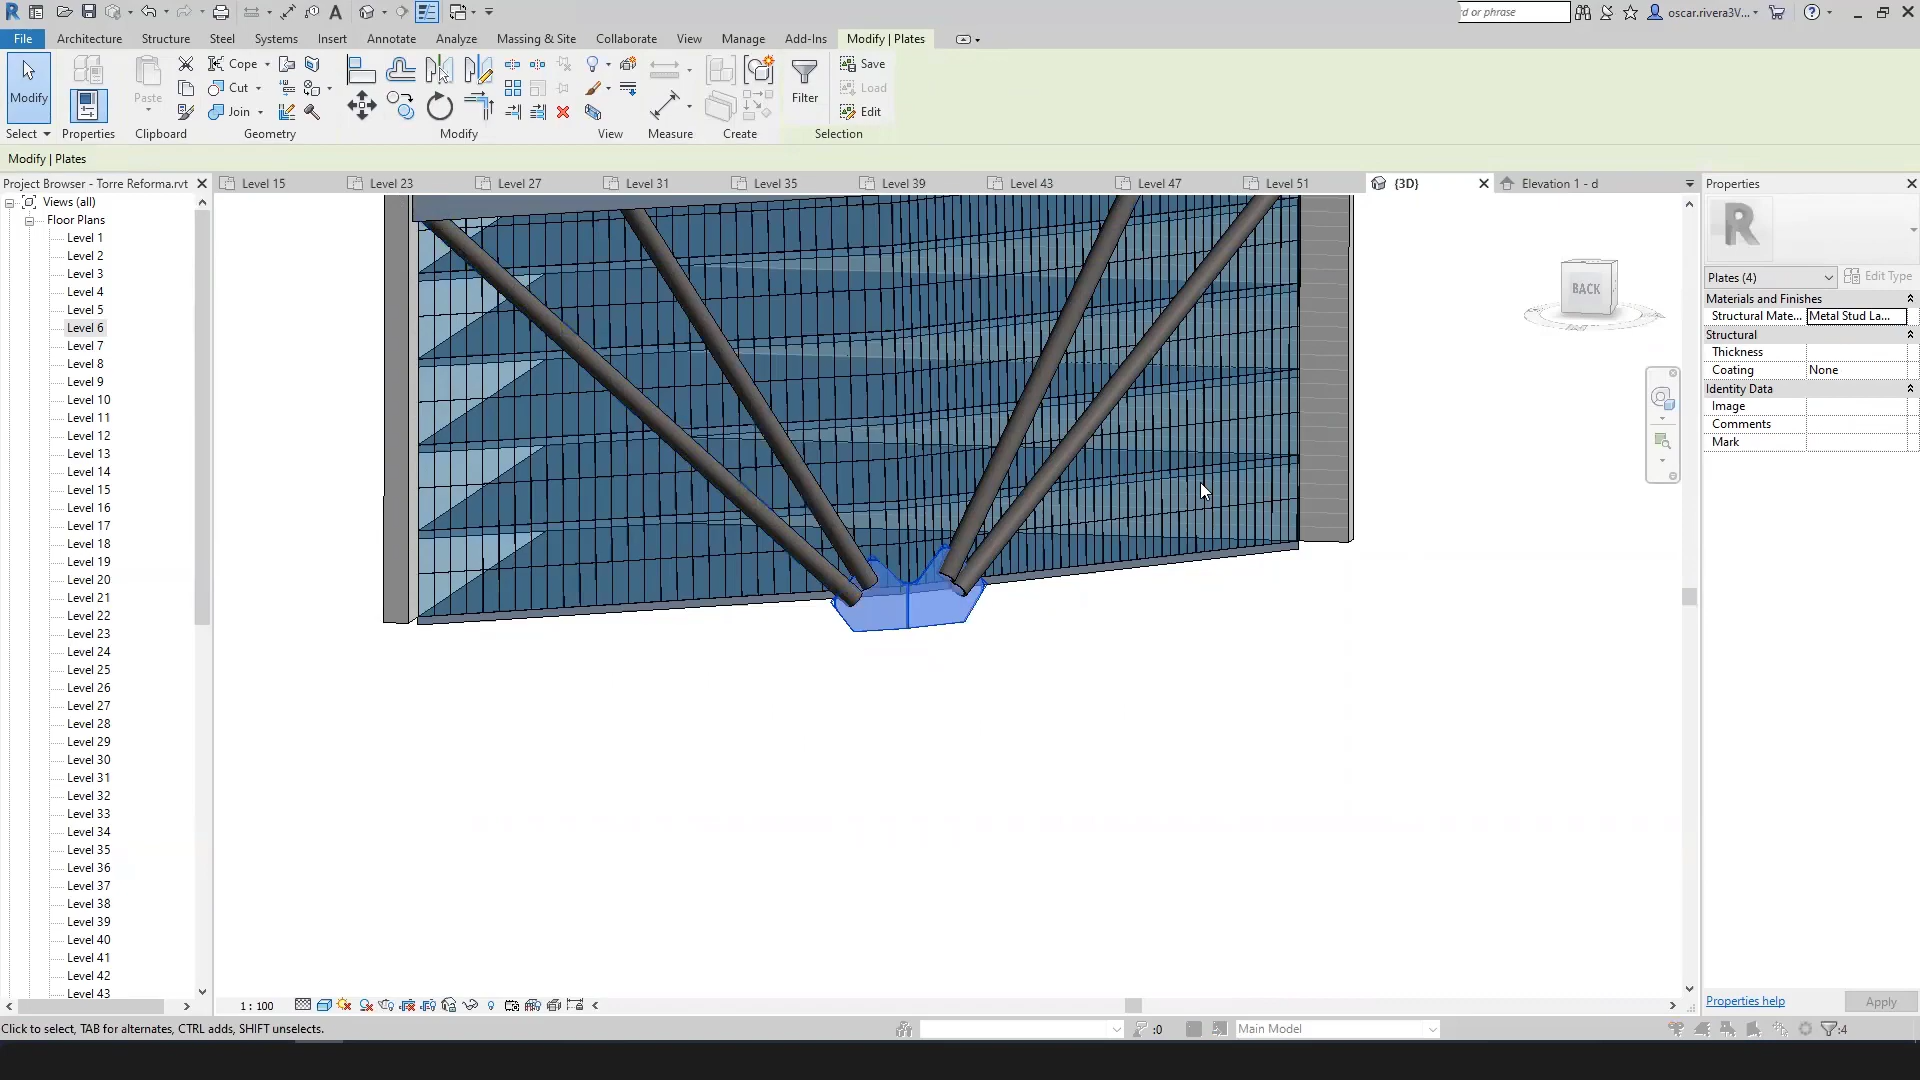 rd or phrase
oscar.rivera3V...
File
Architecture
Structure
Steel
Systems
Insert
Annotate
Analyze
Massing & Site
Collaborate
View
Manage
Add-Ins
Modify | Plates
Modify
Paste
Cope
Cut
Join
Filter
Save
Load
Edit
Select
Properties
Clipboard
Geometry
Modify
View
Measure
Create
Selection
Modify | Plates
Project Browser - Torre Reforma.rvt
Level 15
Level 23
Level 27
Level 31
Level 35
Level 39
Level 43
Level 47
Level 51
{3D}
Elevation 1 - d
Properties
Views (all)
Floor Plans
Level 1
Level 2
Level 3
Level 4
Level 5
Level 6
Level 7
Level 8
Level 9
Level 10
Level 11
Level 12
Level 13
Level 14
Level 15
Level 16
Level 17
Level 18
Level 19
Level 20
Level 21
Level 22
Level 23
Level 24
Level 25
Level 26
Level 27
Level 28
Level 29
Level 30
Level 31
Level 32
Level 33
Level 34
Level 35
Level 36
Level 37
Level 38
Level 39
Level 40
Level 41
Level 42
Level 43
BACK
Plates (4)
Edit Type
Materials and Finishes
Structural Mate... Metal Stud La...
Structural
Thickness
Coating None
Identity Data
Image
Comments
Mark
Properties help
Apply
1 : 100
Click to select, TAB for alternates, CTRL adds, SHIFT unselects.
:0
Main Model
:4